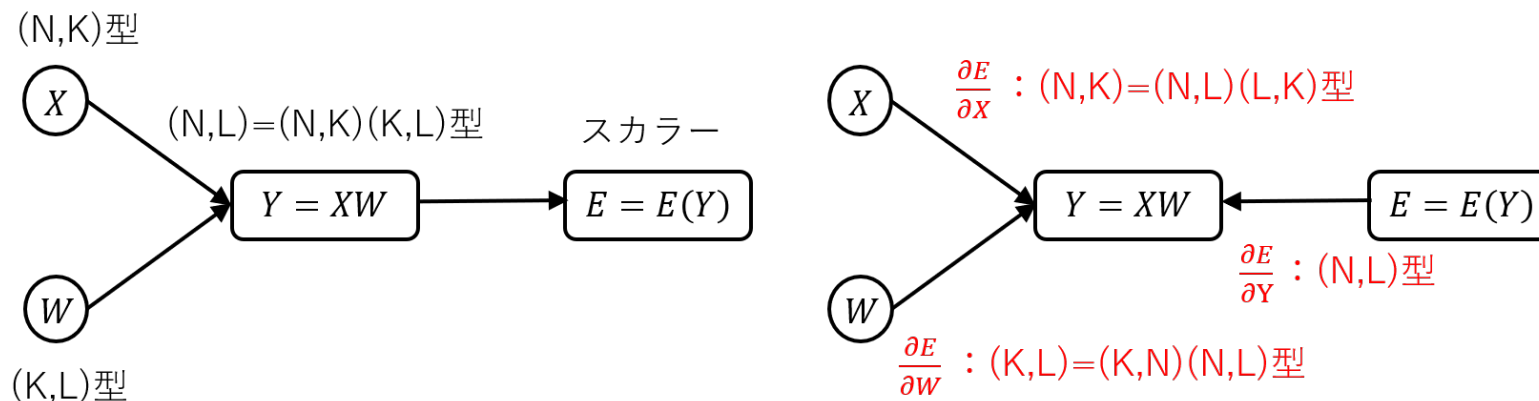 (N,K)型
X
(N,L)=(N,K)(K,L)型
スカラー
Y = XW
E = E(Y)
W
(K,L)型
X
∂E/∂X：(N,K)=(N,L)(L,K)型
Y = XW
E = E(Y)
∂E/∂Y：(N,L)型
W
∂E/∂W：(K,L)=(K,N)(N,L)型